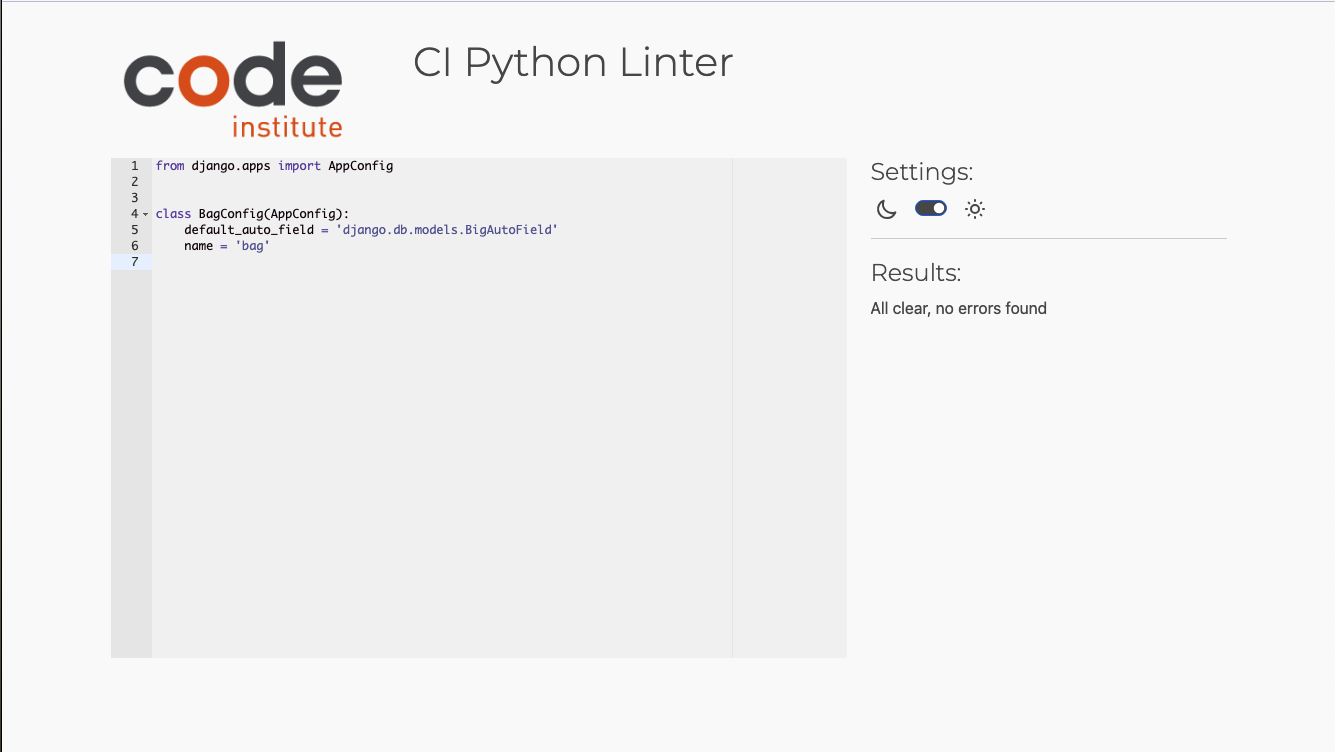 code
institute
CI Python Linter
1 from django.apps import AppConfig
2
3
4 class BagConfig(AppConfig):
5     default_auto_field = 'django.db.models.BigAutoField'
6     name = 'bag'
7
Settings:
Results:
All clear, no errors found